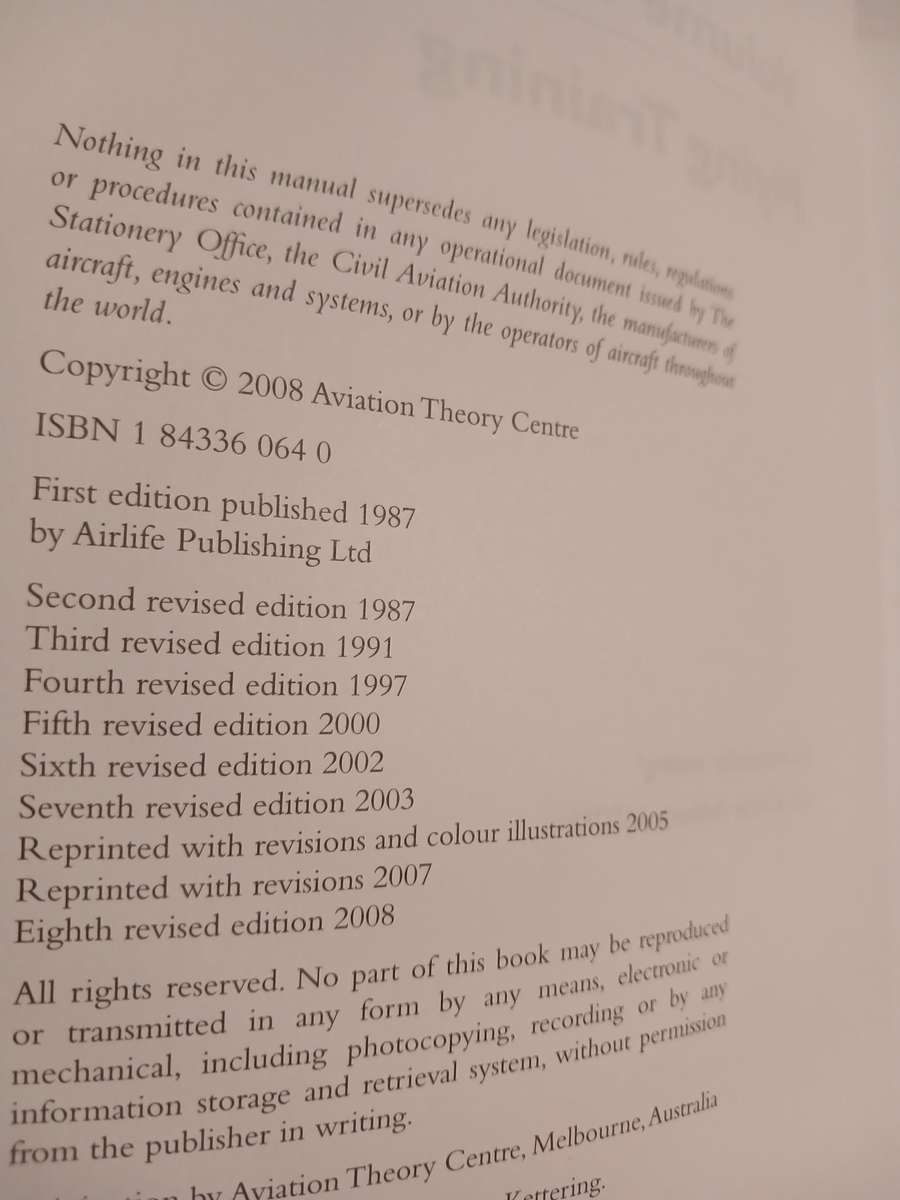 Nothing in this manual supersedes any legislation, rules, regulations
or procedures contained in any operational document issued by The
Stationery Office, the Civil Aviation Authority, the manufacturers of
aircraft, engines and systems, or by the operators of aircraft throughout
the world.
Copyright © 2008 Aviation Theory Centre
ISBN 1 84336 064 0
First edition published 1987
by Airlife Publishing Ltd
Second revised edition 1987
Third revised edition 1991
Fourth revised edition 1997
Fifth revised edition 2000
Sixth revised edition 2002
Seventh revised edition 2003
Reprinted with revisions and colour illustrations 2005
Reprinted with revisions 2007
Eighth revised edition 2008
All rights reserved. No part of this book may be reproduced
or transmitted in any form by any means, electronic or
mechanical, including photocopying, recording or by any
information storage and retrieval system, without permission
from the publisher in writing.
by Aviation Theory Centre, Melbourne, Australia
Kettering.